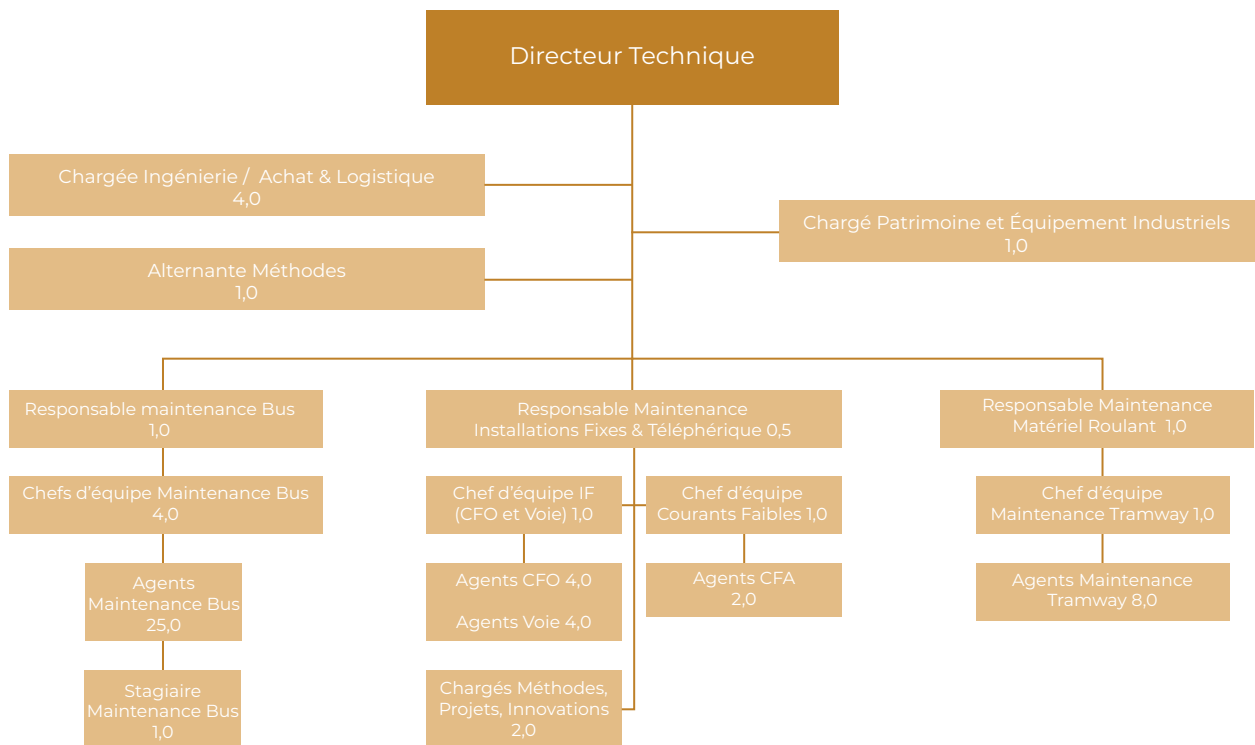 Directeur Technique
Chargée Ingénierie / Achat & Logistique
4,0
Chargé Patrimoine et Équipement Industriels
1,0
Alternante Méthodes
1,0
Responsable maintenance Bus
1,0
Chefs d'équipe Maintenance Bus
4,0
Agents
Maintenance Bus
25,0
Stagiaire
Maintenance Bus
1,0
Responsable Maintenance
Installations Fixes & Téléphérique 0,5
Chef d'équipe IF
(CFO et Voie) 1,0
Agents CFO 4,0
Agents Voie 4,0
Chef d'équipe
Courants Faibles 1,0
Agents CFA
2,0
Chargés Méthodes,
Projets, Innovations
2,0
Responsable Maintenance
Matériel Roulant 1,0
Chef d'équipe
Maintenance Tramway 1,0
Agents Maintenance
Tramway 8,0